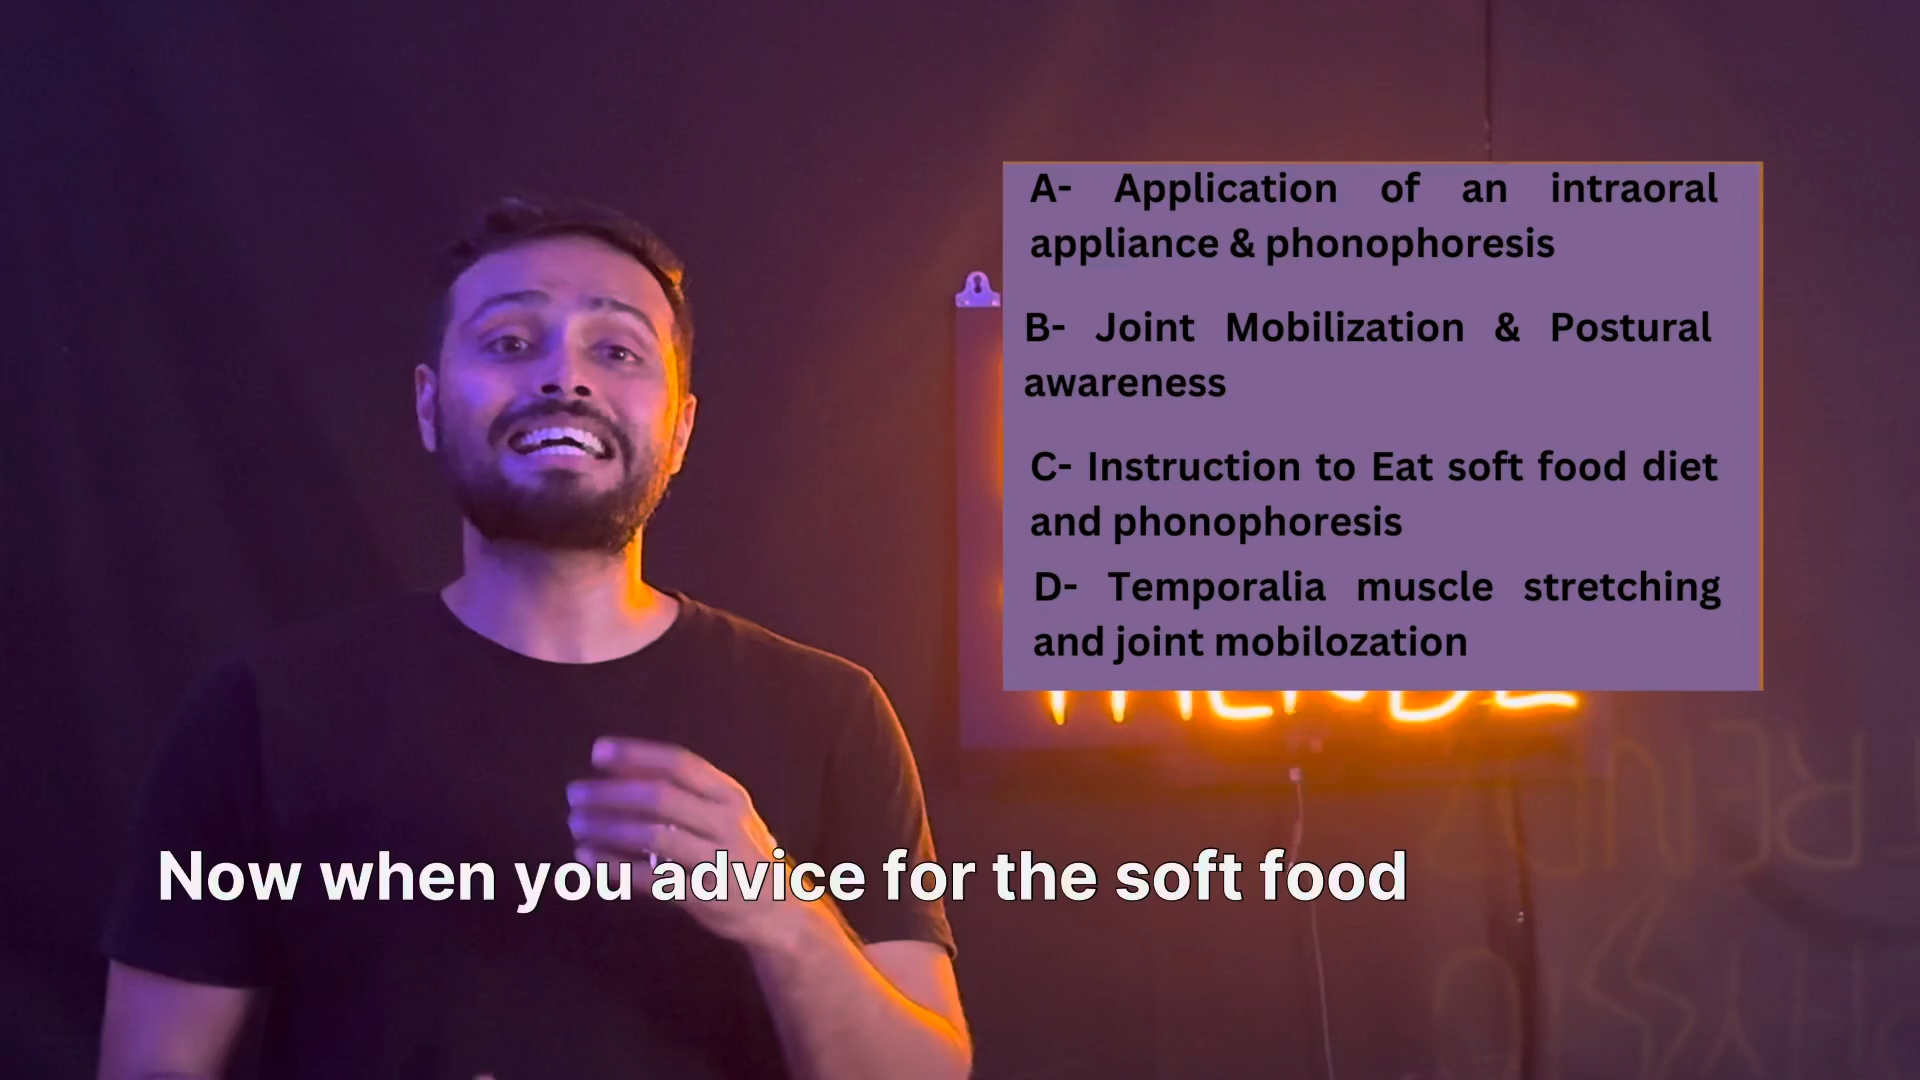 A- Application of an intraoral
appliance & phonophoresis
B- Joint Mobilization & Postural
awareness
C- Instruction to Eat soft food diet
and phonophoresis
D- Temporalia muscle stretching
and joint mobilozation
Now when you advice for the soft food